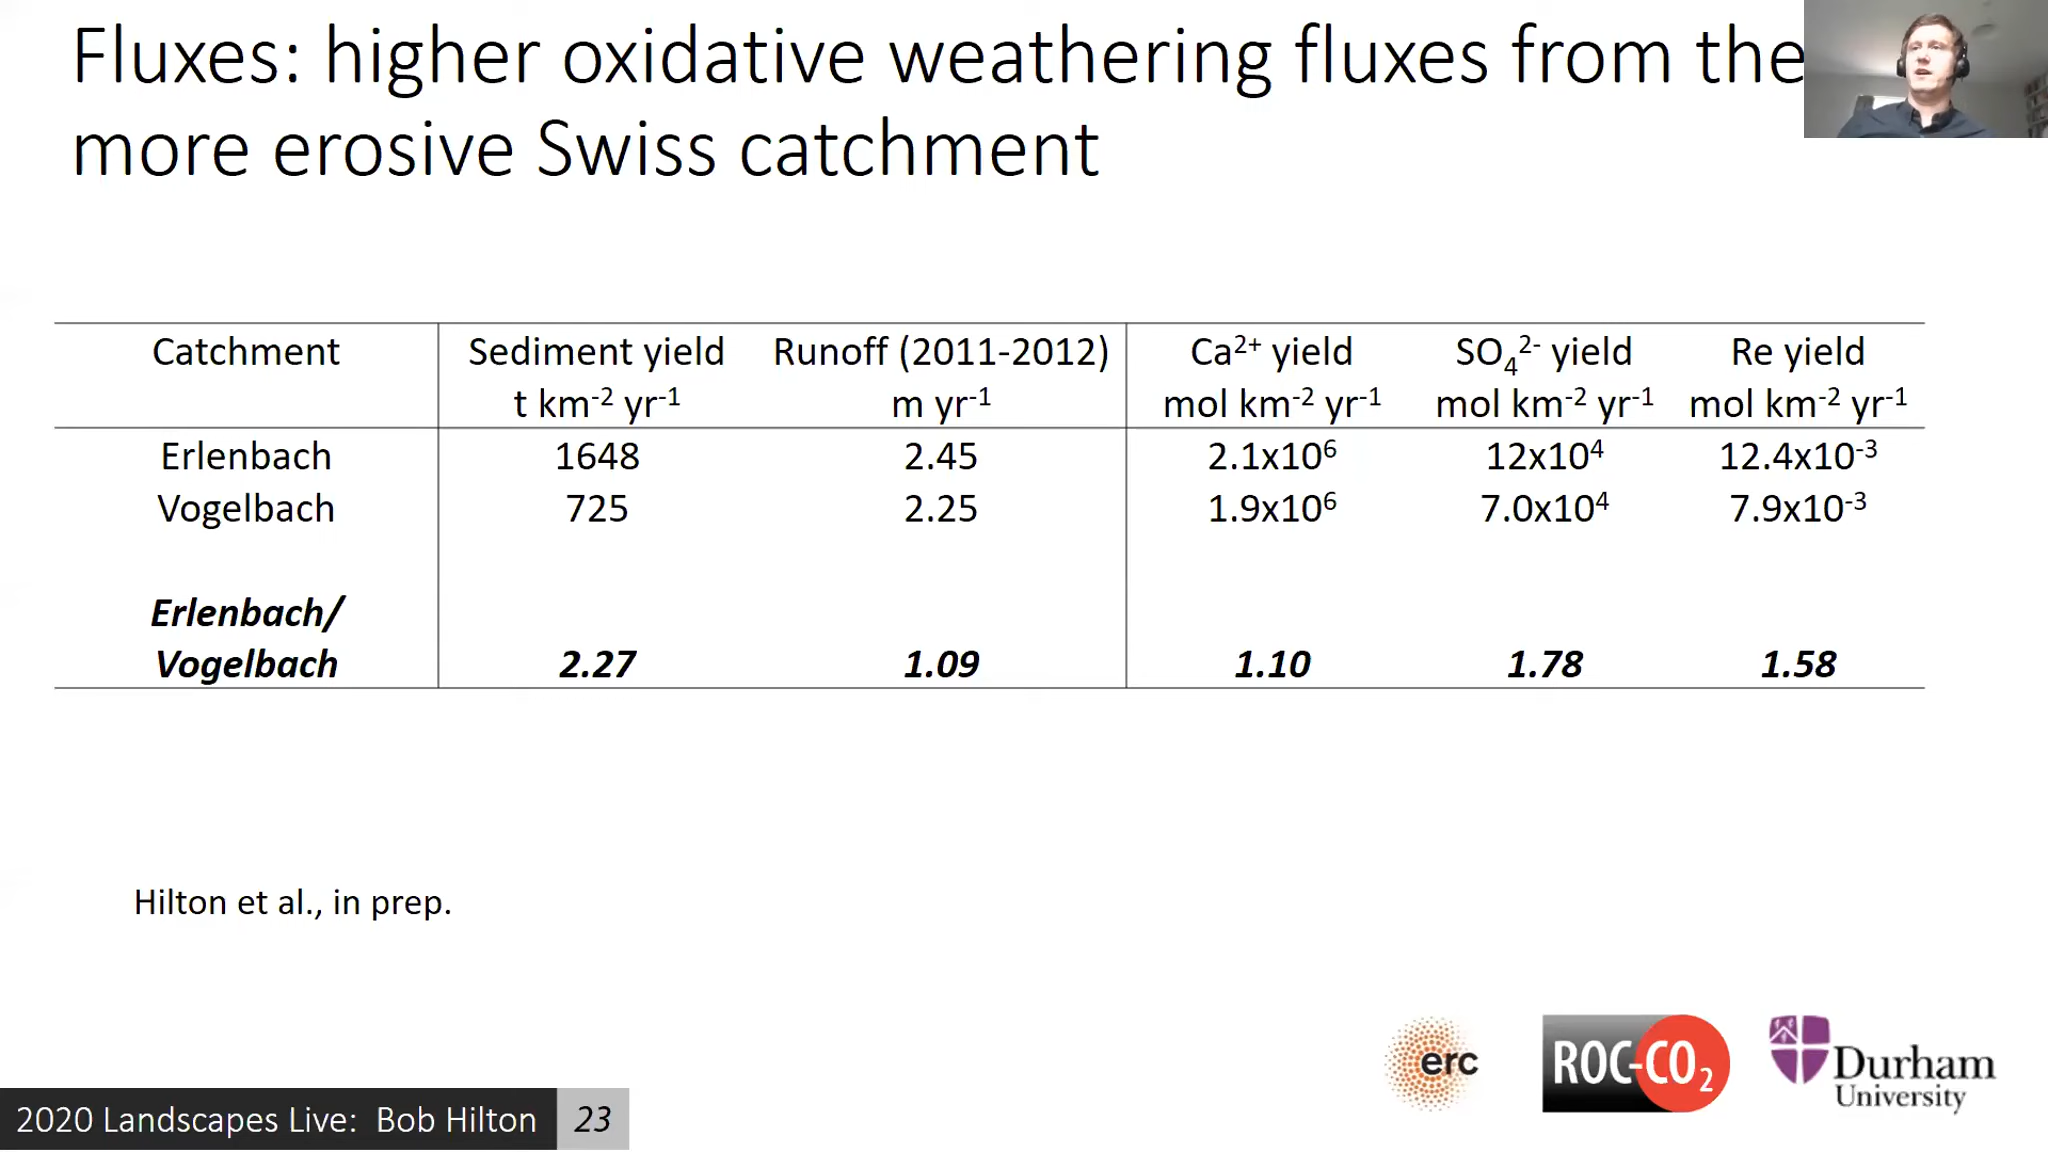 Fluxes: higher oxidative weathering fluxes from the
more erosive Swiss catchment
Catchment Sediment yield Runoff (2011-2012) Ca²⁺ yield SO₄²⁻ yield Re yield
t km⁻² yr⁻¹ m yr⁻¹ mol km⁻² yr⁻¹ mol km⁻² yr⁻¹ mol km⁻² yr⁻¹
Erlenbach 1648 2.45 2.1x10⁶ 12x10⁴ 12.4x10⁻³
Vogelbach 725 2.25 1.9x10⁶ 7.0x10⁴ 7.9x10⁻³
Erlenbach/
Vogelbach 2.27 1.09 1.10 1.78 1.58
Hilton et al., in prep.
erc ROC-CO₂ Durham
University
2020 Landscapes Live: Bob Hilton 23